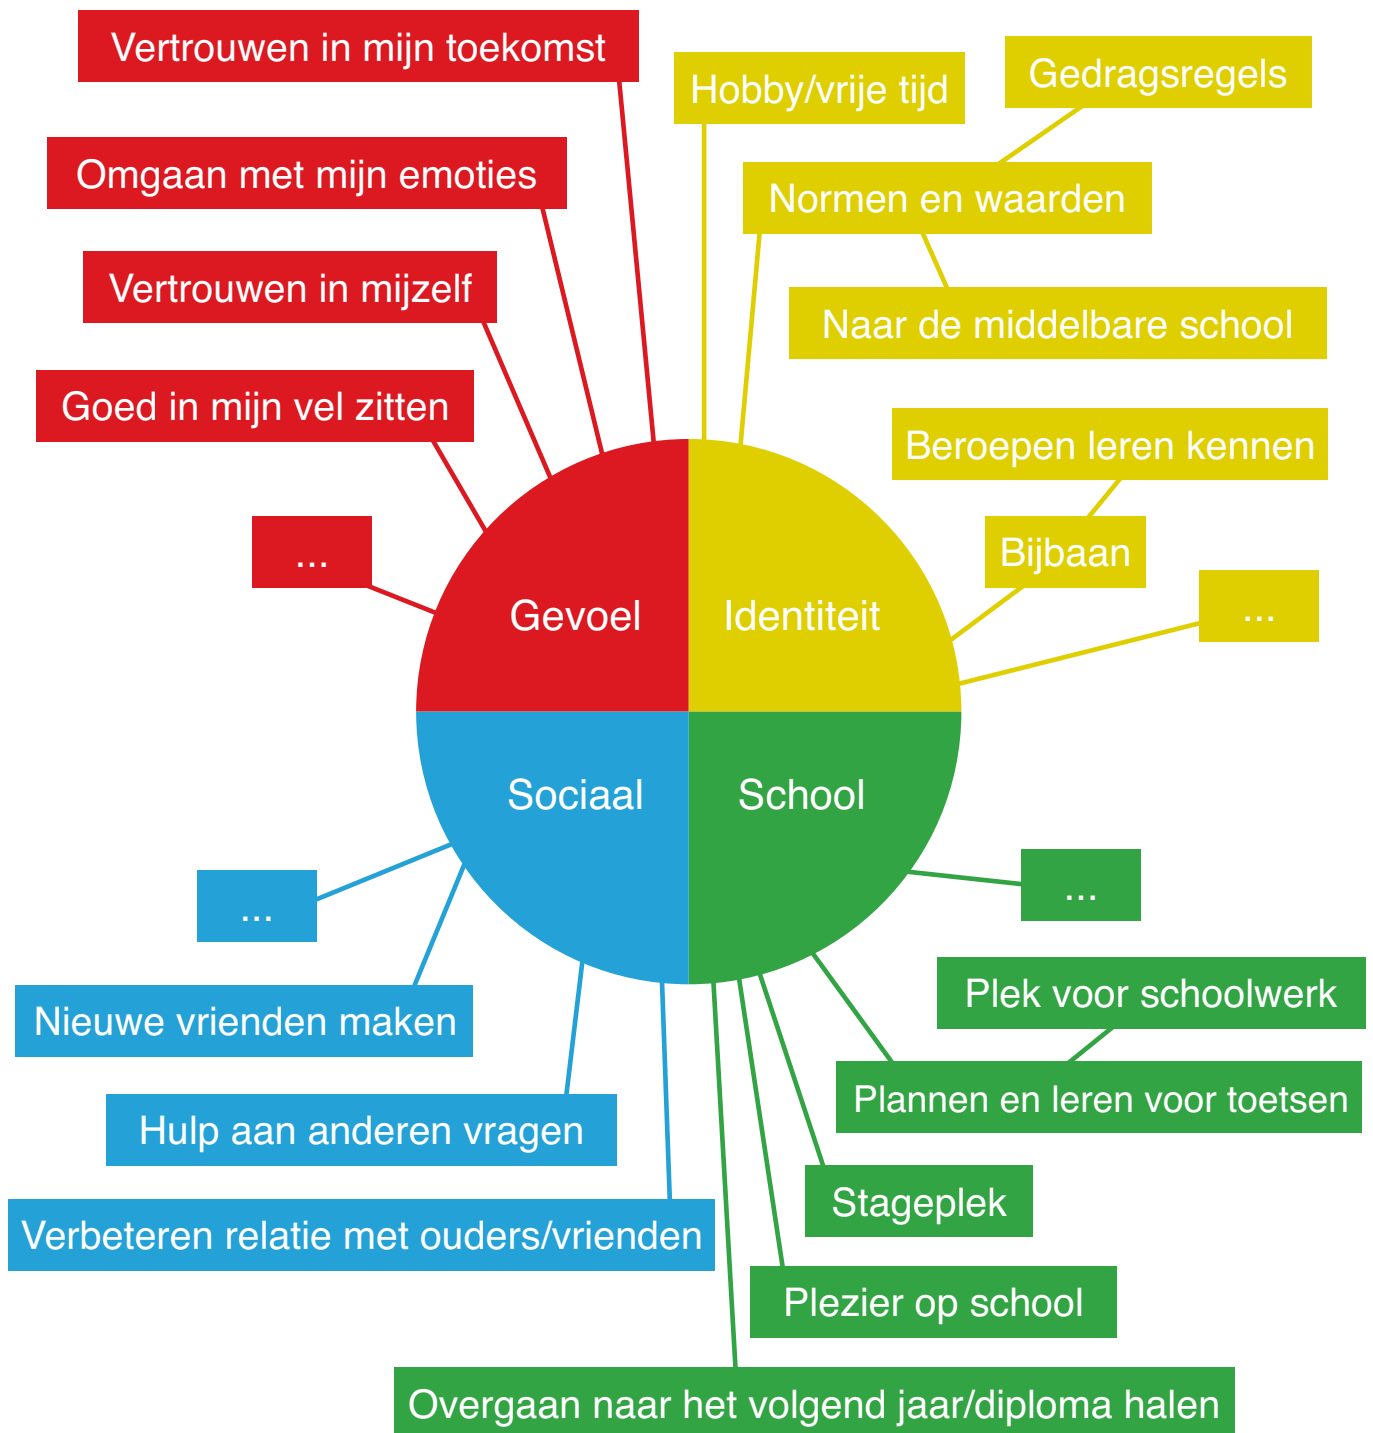 Vertrouwen in mijn toekomst
Omgaan met mijn emoties
Vertrouwen in mijzelf
Goed in mijn vel zitten
...
Gevoel
Hobby/vrije tijd
Gedragsregels
Normen en waarden
Naar de middelbare school
Beroepen leren kennen
Bijbaan
...
Identiteit
Sociaal
...
Nieuwe vrienden maken
Hulp aan anderen vragen
Verbeteren relatie met ouders/vrienden
School
...
Plek voor schoolwerk
Plannen en leren voor toetsen
Stageplek
Plezier op school
Overgaan naar het volgend jaar/diploma halen